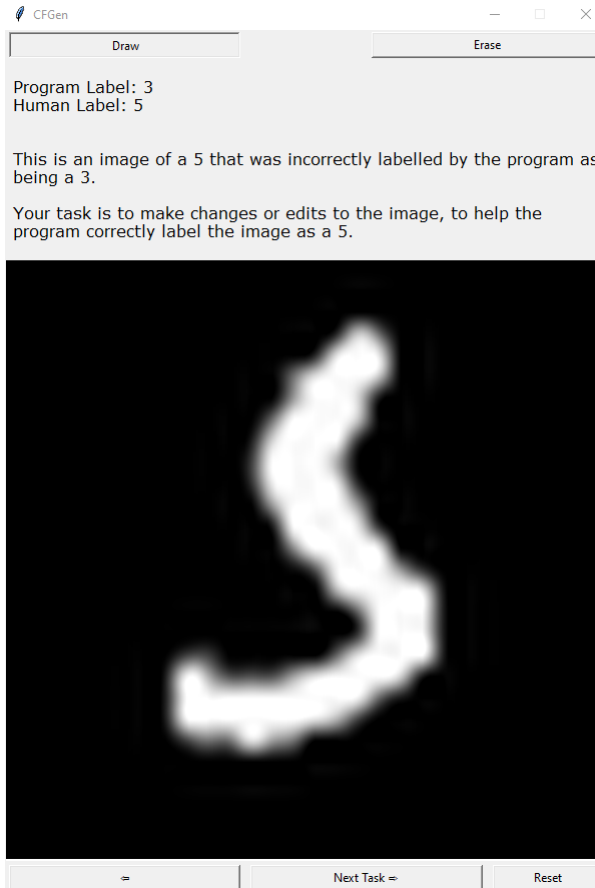 CFGen
Draw
Erase
Program Label: 3
Human Label: 5
This is an image of a 5 that was incorrectly labelled by the program as
being a 3.
Your task is to make changes or edits to the image, to help the
program correctly label the image as a 5.
5
⇦
Next Task ⇨
Reset